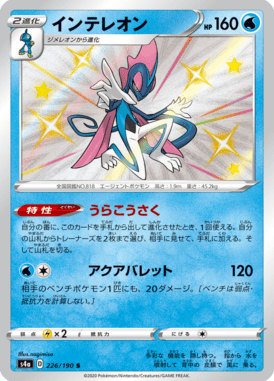 2進化
インテレオン
HP160
ジメレオンから進化
全国図鑑NO.818 エージェントポケモン 高さ:1.9m 重さ:45.2kg
特性 うらこうさく
自分の番に、このカードを手札から出して進化させたとき、1回使える。自分
の山札からトレーナーズを2枚まで選び、相手に見せて、手札に加える。そ
して山札を切る。
アクアバレット 120
相手のベンチポケモン1匹にも、20ダメージ。[ベンチは弱点・
抵抗力を計算しない。]
弱点 ×2 抵抗力 にげる
Illus. nagimiso
S4a 226/190 S
©2020 Pokémon/Nintendo/Creatures/GAME FREAK.